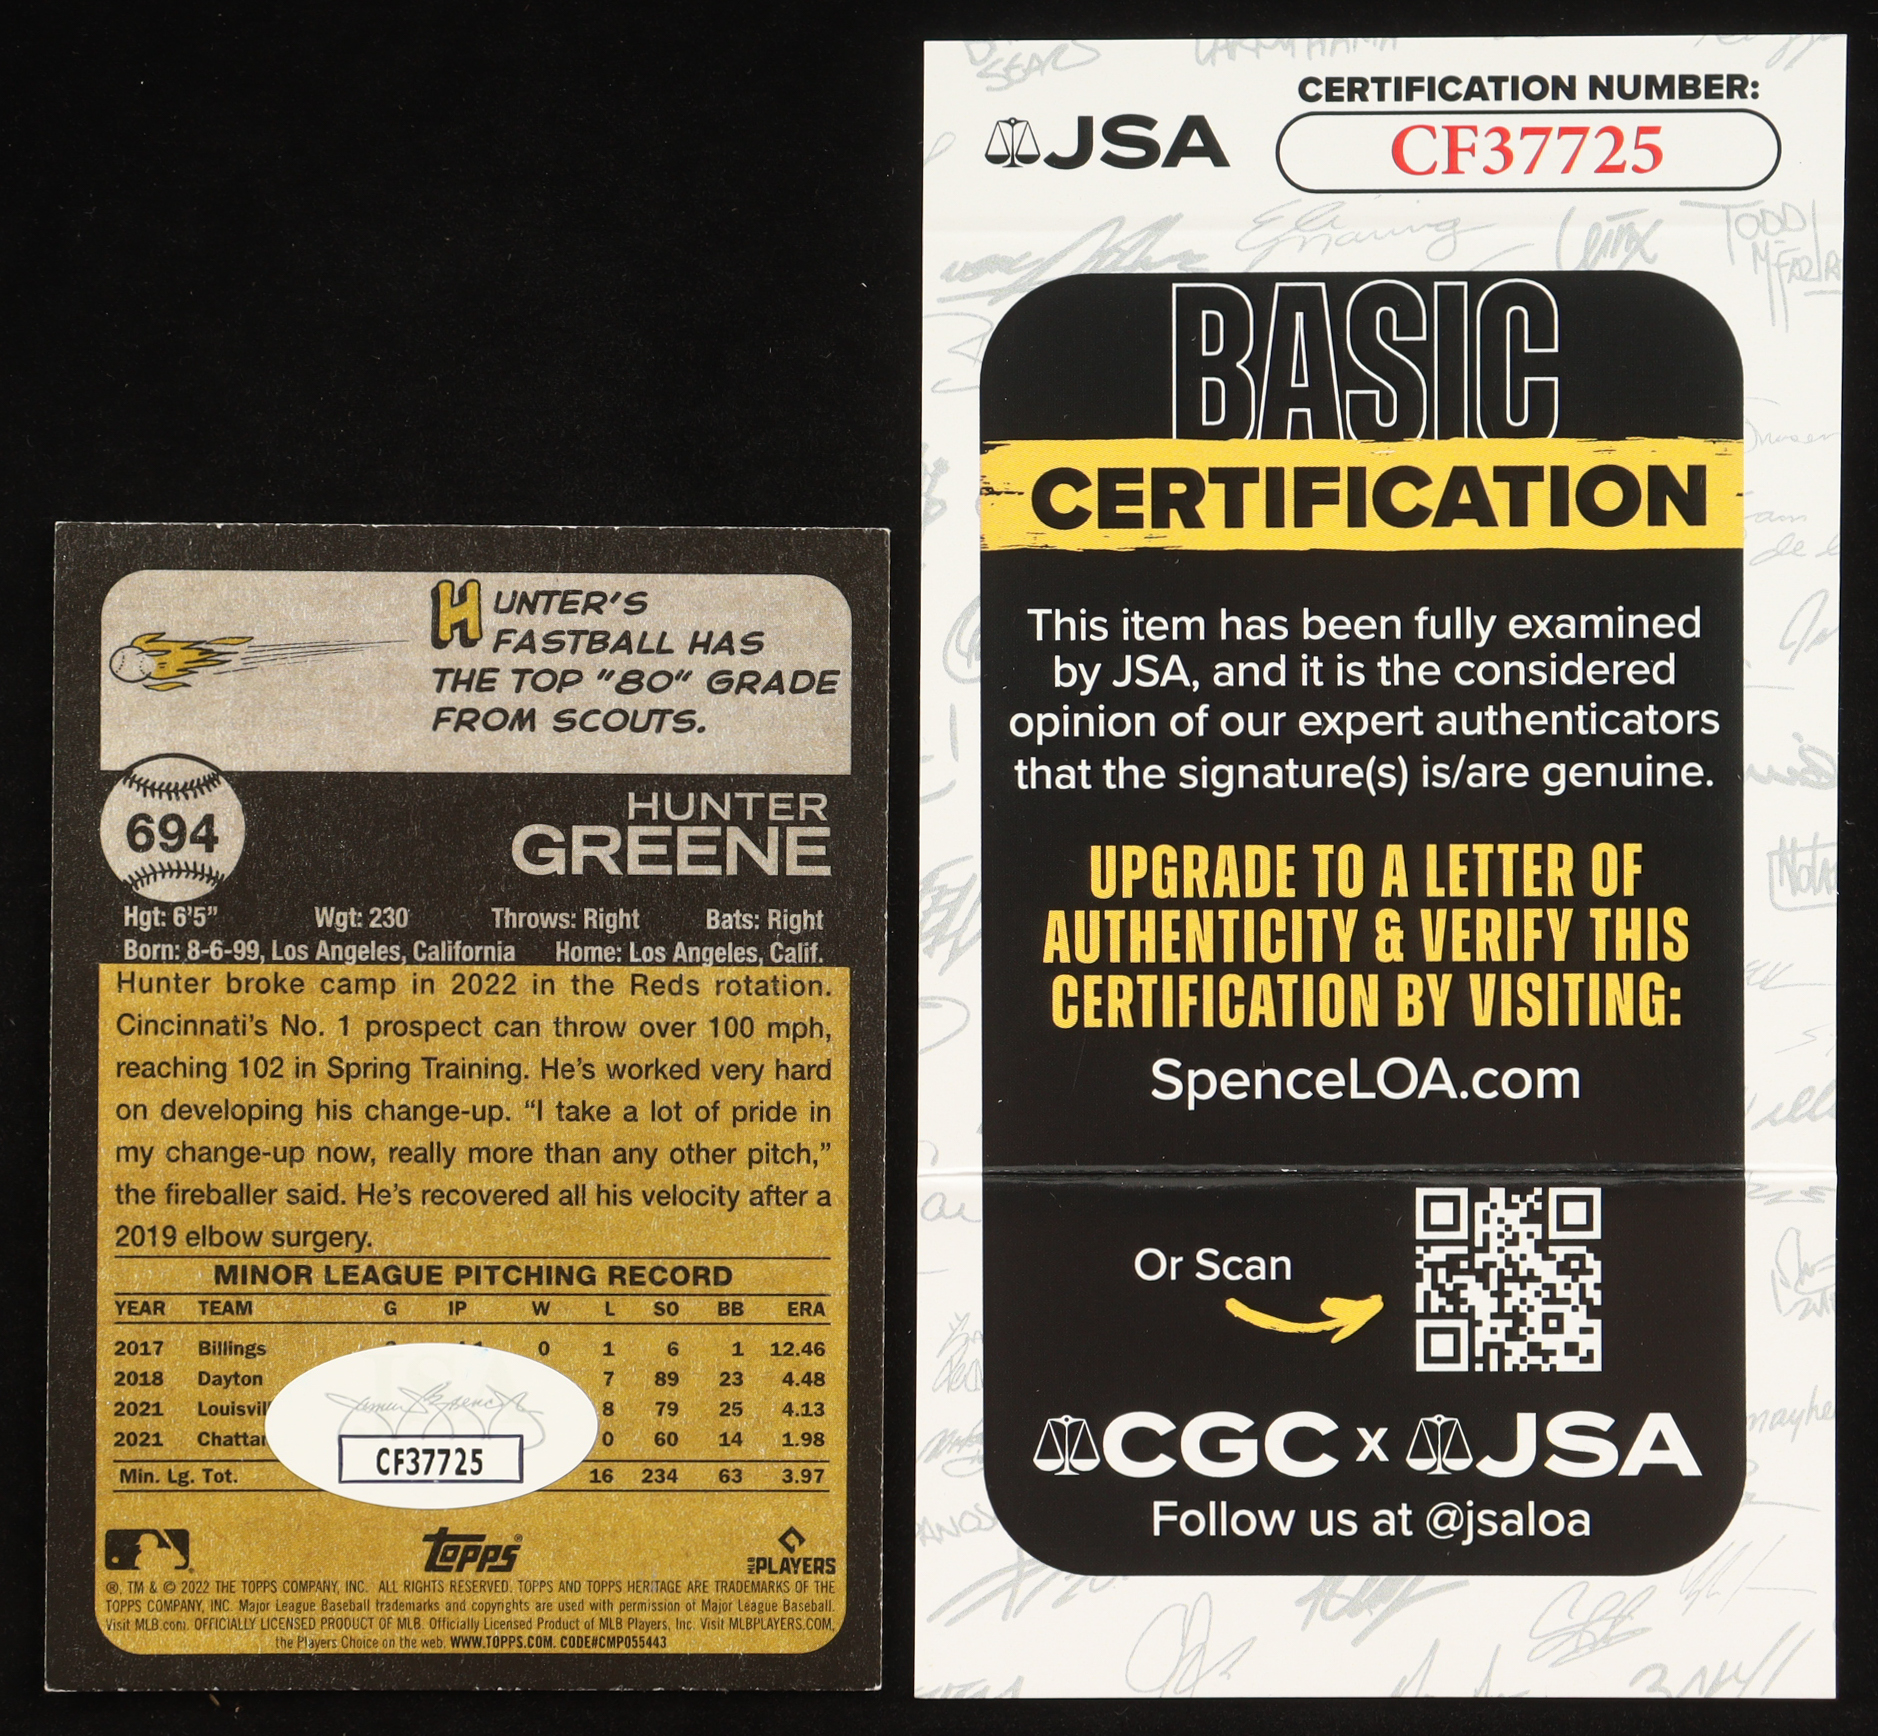 HUNTER'S
FASTBALL HAS
THE TOP "80" GRADE
FROM SCOUTS.
694
HUNTER
GREENE
Hgt: 6'5" Wgt: 230 Throws: Right Bats: Right
Born: 8-6-99, Los Angeles, California Home: Los Angeles, Calif.
Hunter broke camp in 2022 in the Reds rotation.
Cincinnati's No. 1 prospect can throw over 100 mph,
reaching 102 in Spring Training. He's worked very hard
on developing his change-up. "I take a lot of pride in
my change-up now, really more than any other pitch,"
the fireballer said. He's recovered all his velocity after a
2019 elbow surgery.
MINOR LEAGUE PITCHING RECORD
YEAR TEAM G IP W L SO BB ERA
2017 Billings 0 1 6 1 12.46
2018 Dayton 7 89 23 4.48
2021 Louisvil 8 79 25 4.13
2021 Chattan 0 60 14 1.98
Min. Lg. Tot. 16 234 63 3.97
CF37725
Topps
MLB PLAYERS
®, TM & © 2022 THE TOPPS COMPANY, INC. ALL RIGHTS RESERVED. TOPPS AND TOPPS HERITAGE ARE TRADEMARKS OF THE
TOPPS COMPANY, INC. Major League Baseball trademarks and copyrights are used with permission of Major League Baseball.
Visit MLB.com. OFFICIALLY LICENSED PRODUCT OF MLB. Officially Licensed Product of MLB Players, Inc. Visit MLBPLAYERS.COM,
the Players Choice on the web. WWW.TOPPS.COM. CODE#CMP055443
CERTIFICATION NUMBER:
JSA CF37725
BASIC
CERTIFICATION
This item has been fully examined
by JSA, and it is the considered
opinion of our expert authenticators
that the signature(s) is/are genuine.
UPGRADE TO A LETTER OF
AUTHENTICITY & VERIFY THIS
CERTIFICATION BY VISITING:
SpenceLOA.com
Or Scan
CGC x JSA
Follow us at @jsaloa